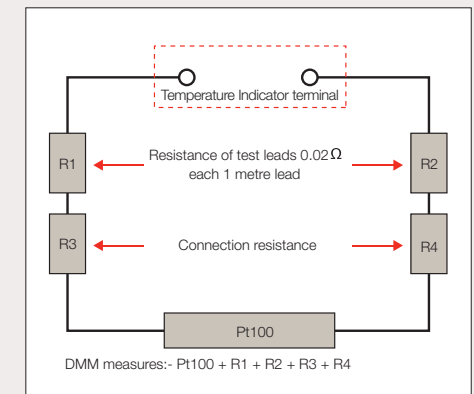 Temperature Indicator terminal
R1
Resistance of test leads 0.02Ω
each 1 metre lead
R2
R3
Connection resistance
R4
Pt100
DMM measures:- Pt100 + R1 + R2 + R3 + R4